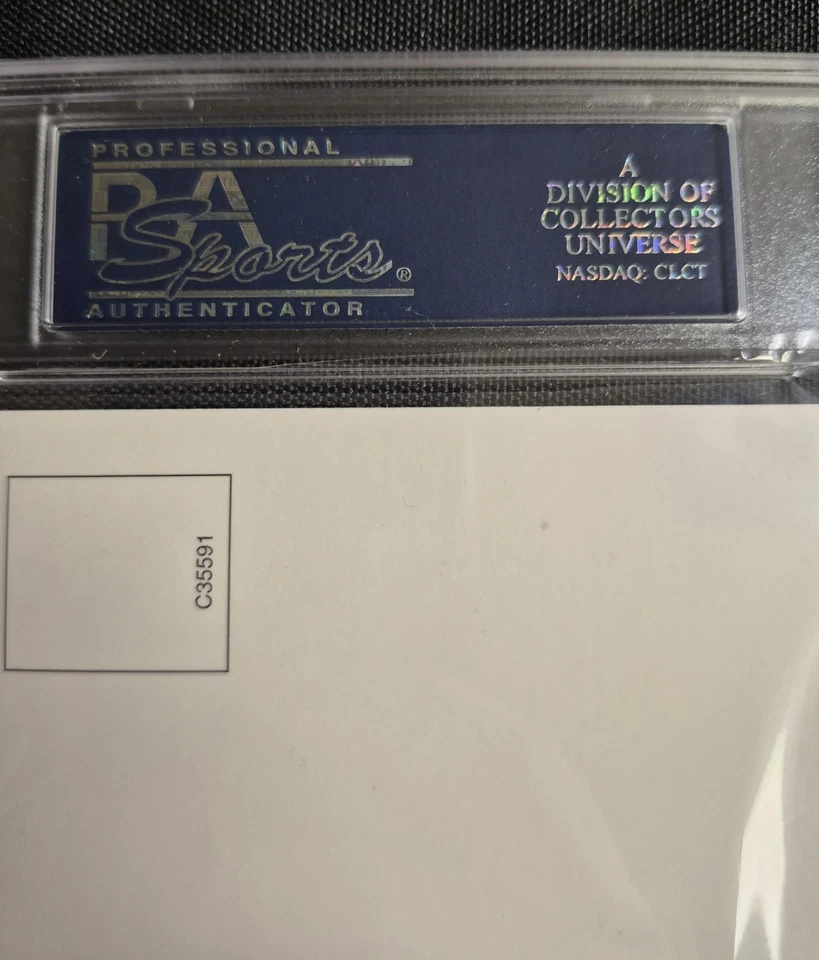 PROFESSIONAL
PSA
Sports®
AUTHENTICATOR
A
DIVISION OF
COLLECTORS
UNIVERSE
NASDAQ: CLCT
C35591